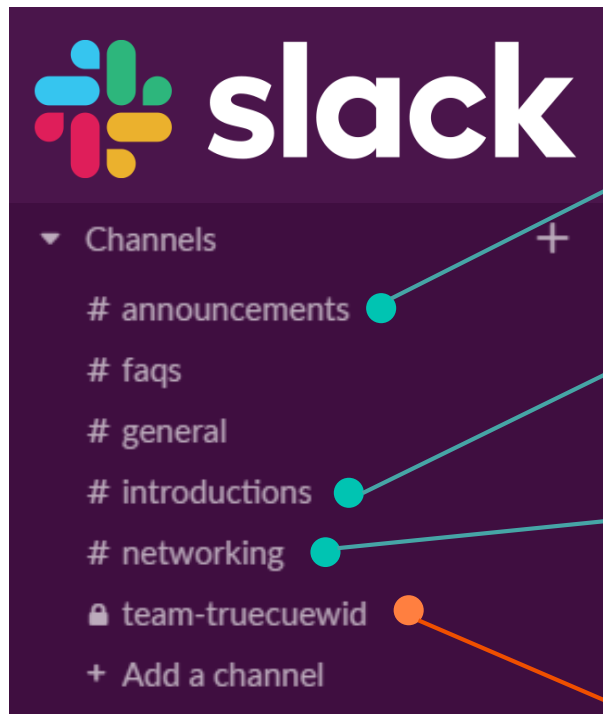 slack
Channels +
# announcements
# faqs
# general
# introductions
# networking
team-truecuewid
+ Add a channel